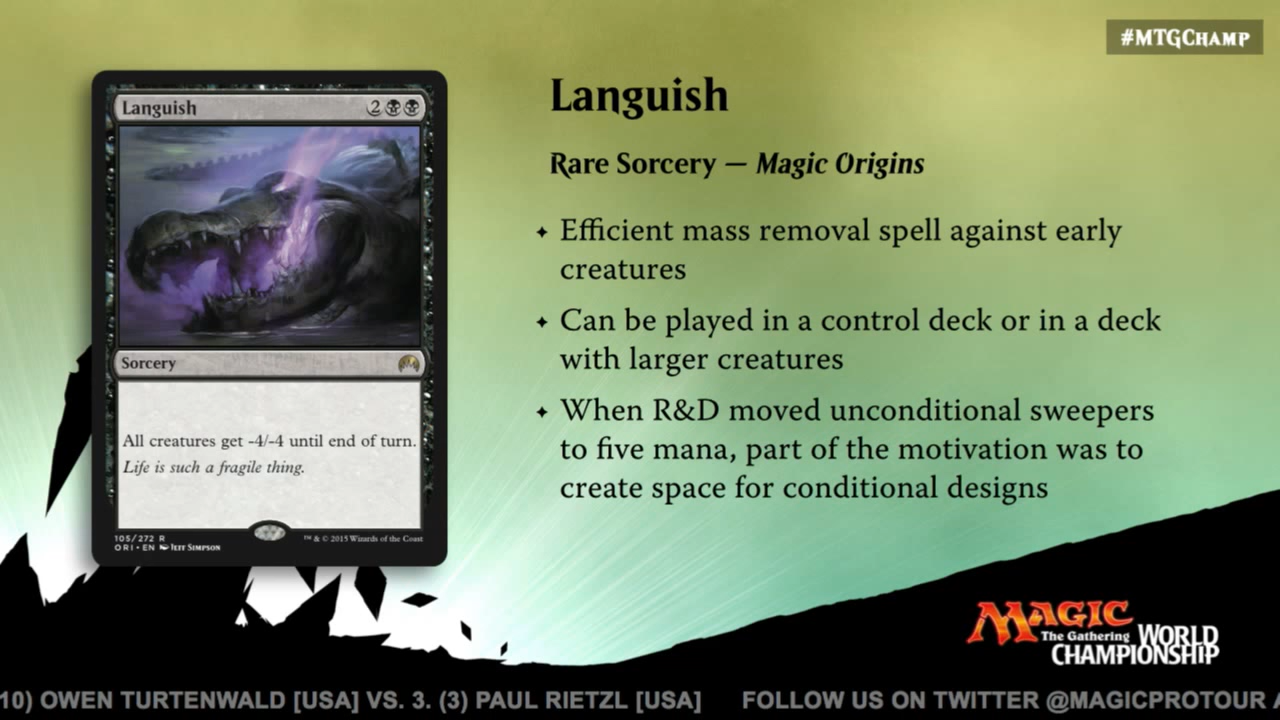 #MTGCHAMP
Languish
2
Sorcery
All creatures get -4/-4 until end of turn.
Life is such a fragile thing.
105/272 R
ORI • EN JEFF SIMPSON
™ & © 2015 Wizards of the Coast
Languish
Rare Sorcery — Magic Origins
Efficient mass removal spell against early
creatures
Can be played in a control deck or in a deck
with larger creatures
When R&D moved unconditional sweepers
to five mana, part of the motivation was to
create space for conditional designs
MAGIC
The Gathering
WORLD
CHAMPIONSHIP
10) OWEN TURTENWALD [USA] VS. 3. (3) PAUL RIETZL [USA] FOLLOW US ON TWITTER @MAGICPROTOUR